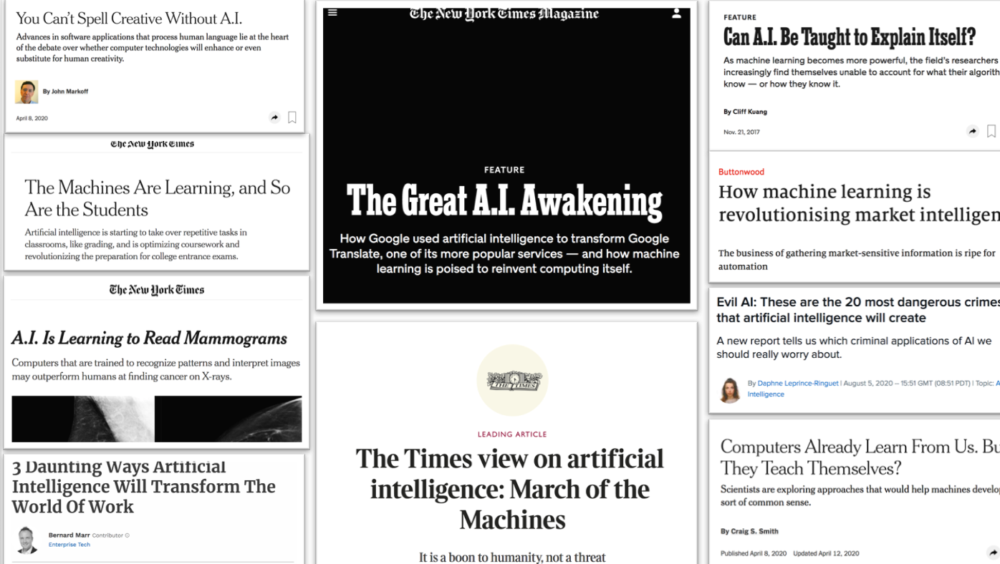 You Can't Spell Creative Without A.I.
Advances in software applications that process human language lie at the heart
of the debate over whether computer technologies will enhance or even
substitute for human creativity.
By John Markoff
April 8, 2020
The New York Times
The Machines Are Learning, and So
Are the Students
Artificial intelligence is starting to take over repetitive tasks in
classrooms, like grading, and is optimizing coursework and
revolutionizing the preparation for college entrance exams.
The New York Times
A.I. Is Learning to Read Mammograms
Computers that are trained to recognize patterns and interpret images
may outperform humans at finding cancer on X-rays.
3 Daunting Ways Artificial
Intelligence Will Transform The
World Of Work
Bernard Marr Contributor
Enterprise Tech
The New York Times Magazine
FEATURE
The Great A.I. Awakening
How Google used artificial intelligence to transform Google
Translate, one of its more popular services — and how machine
learning is poised to reinvent computing itself.
THE TIMES
LEADING ARTICLE
The Times view on artificial
intelligence: March of the
Machines
It is a boon to humanity, not a threat
FEATURE
Can A.I. Be Taught to Explain Itself?
As machine learning becomes more powerful, the field's researchers
increasingly find themselves unable to account for what their algorith
know — or how they know it.
By Cliff Kuang
Nov. 21, 2017
Buttonwood
How machine learning is
revolutionising market intelligen
The business of gathering market-sensitive information is ripe for
automation
Evil AI: These are the 20 most dangerous crimes
that artificial intelligence will create
A new report tells us which criminal applications of AI we
should really worry about.
By Daphne Leprince-Ringuet | August 5, 2020 -- 15:51 GMT (08:51 PDT) | Topic: A
Intelligence
Computers Already Learn From Us. Bu
They Teach Themselves?
Scientists are exploring approaches that would help machines develop
sort of common sense.
By Craig S. Smith
Published April 8, 2020 Updated April 12, 2020